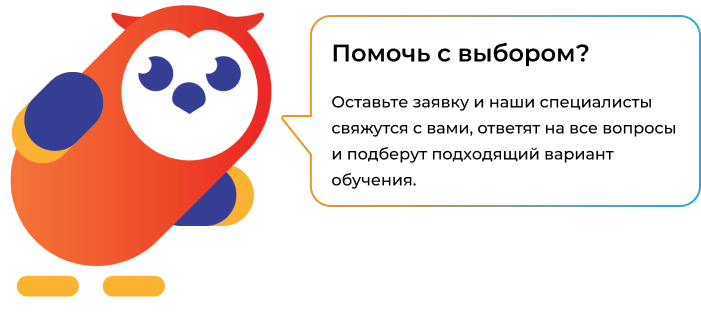 Помочь с выбором?
Оставьте заявку и наши специалисты
свяжутся с вами, ответят на все вопросы
и подберут подходящий вариант
обучения.